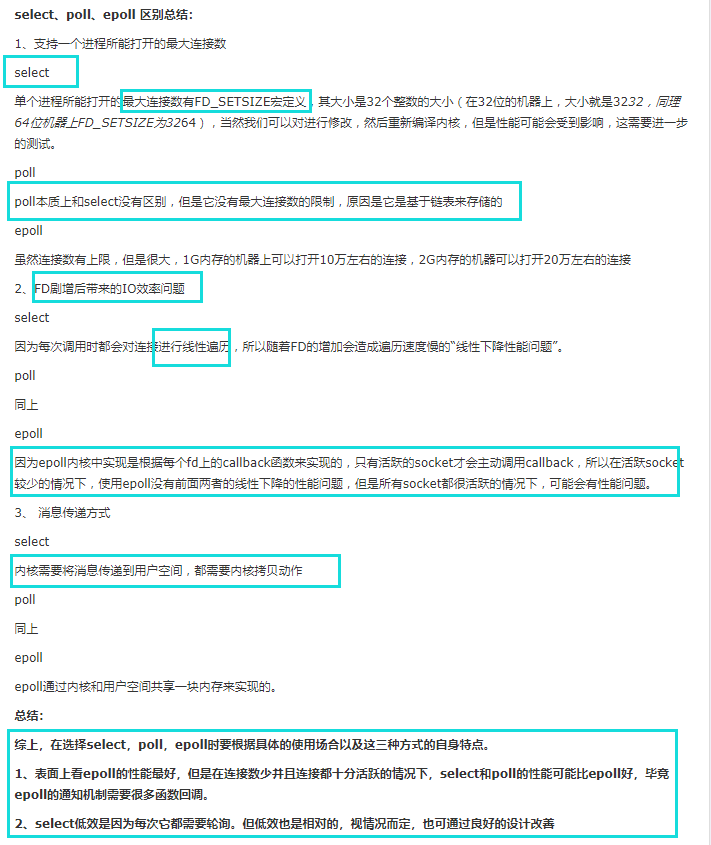 select、poll、epoll 区别总结：
1、支持一个进程所能打开的最大连接数
select
单个进程所能打开的最大连接数有FD_SETSIZE宏定义，其大小是32个整数的大小（在32位的机器上，大小就是3232，同理
64位机器上FD_SETSIZE为3264），当然我们可以对进行修改，然后重新编译内核，但是性能可能会受到影响，这需要进一步
的测试。
poll
poll本质上和select没有区别，但是它没有最大连接数的限制，原因是它是基于链表来存储的
epoll
虽然连接数有上限，但是很大，1G内存的机器上可以打开10万左右的连接，2G内存的机器可以打开20万左右的连接
2、FD剧增后带来的IO效率问题
select
因为每次调用时都会对连接进行线性遍历，所以随着FD的增加会造成遍历速度慢的“线性下降性能问题”。
poll
同上
epoll
因为epoll内核中实现是根据每个fd上的callback函数来实现的，只有活跃的socket才会主动调用callback，所以在活跃socket
较少的情况下，使用epoll没有前面两者的线性下降的性能问题，但是所有socket都很活跃的情况下，可能会有性能问题。
3、 消息传递方式
select
内核需要将消息传递到用户空间，都需要内核拷贝动作
poll
同上
epoll
epoll通过内核和用户空间共享一块内存来实现的。
总结：
综上，在选择select，poll，epoll时要根据具体的使用场合以及这三种方式的自身特点。
1、表面上看epoll的性能最好，但是在连接数少并且连接都十分活跃的情况下，select和poll的性能可能比epoll好，毕竟
epoll的通知机制需要很多函数回调。
2、select低效是因为每次它都需要轮询。但低效也是相对的，视情况而定，也可通过良好的设计改善